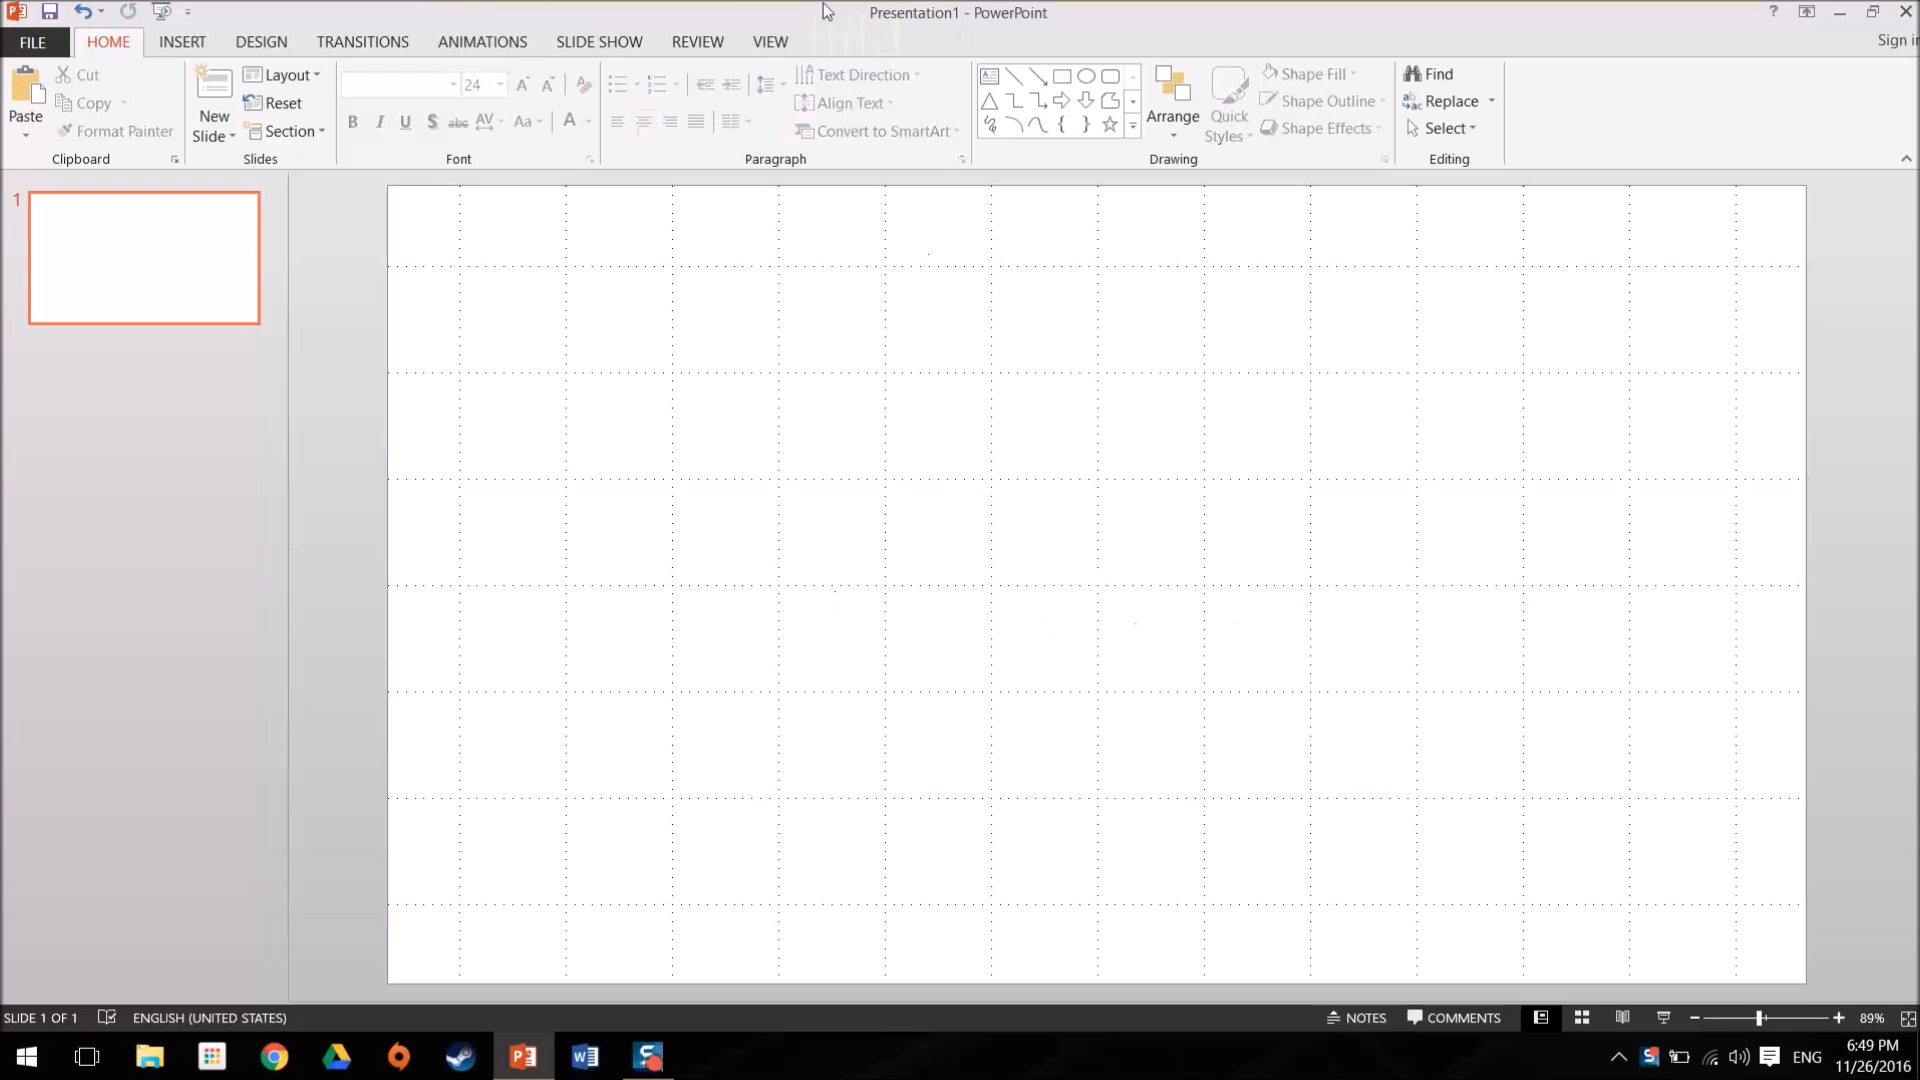 Presentation1 - PowerPoint
?
Sign in
FILE HOME INSERT DESIGN TRANSITIONS ANIMATIONS SLIDE SHOW REVIEW VIEW
Paste
Cut
Copy
Format Painter
Clipboard
New
Slide
Layout
Reset
Section
Slides
24
B I U S abc AV Aa A
Font
Text Direction
Align Text
Convert to SmartArt
Paragraph
Arrange
Quick
Styles
Shape Fill
Shape Outline
Shape Effects
Drawing
Find
Replace
Select
Editing
1
SLIDE 1 OF 1 ENGLISH (UNITED STATES) NOTES COMMENTS 89%
ENG
6:49 PM
11/26/2016